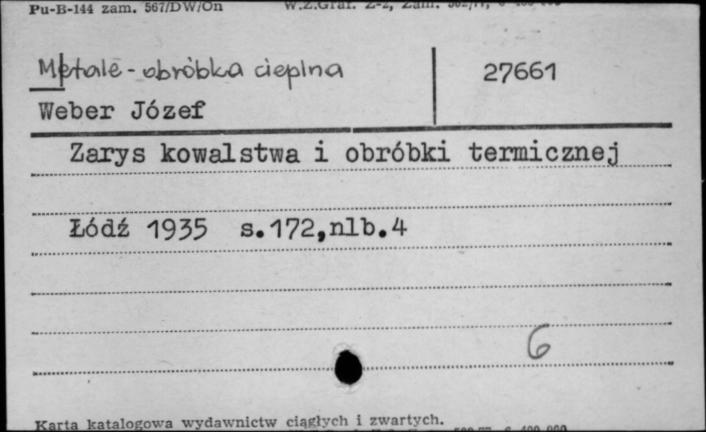 Pu-B-144 zam. 567/DW/On
Metale - obróbka cieplna 27661
Weber Józef
Zarys kowalstwa i obróbki termicznej
Łódź 1935 s.172,nlb.4
6
Karta katalogowa wydawnictw ciągłych i zwartych.